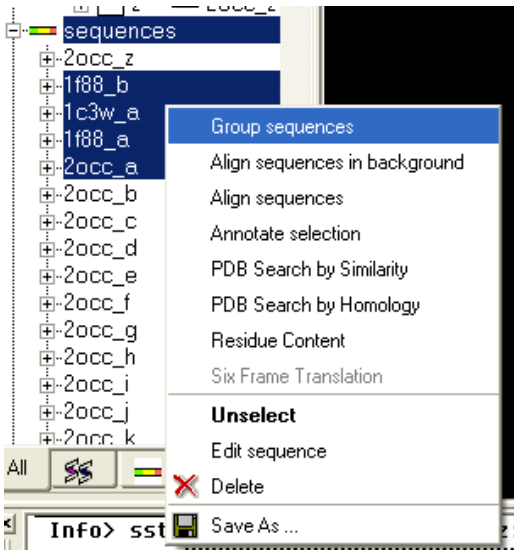 sequences
2occ_z
1f88_b
1c3w_a
1f88_a
2occ_a
2occ_b
2occ_c
2occ_d
2occ_e
2occ_f
2occ_g
2occ_h
2occ_i
2occ_j
2occ_k
Group sequences
Align sequences in background
Align sequences
Annotate selection
PDB Search by Similarity
PDB Search by Homology
Residue Content
Six Frame Translation
Unselect
Edit sequence
Delete
Save As ...
All
Info> sst